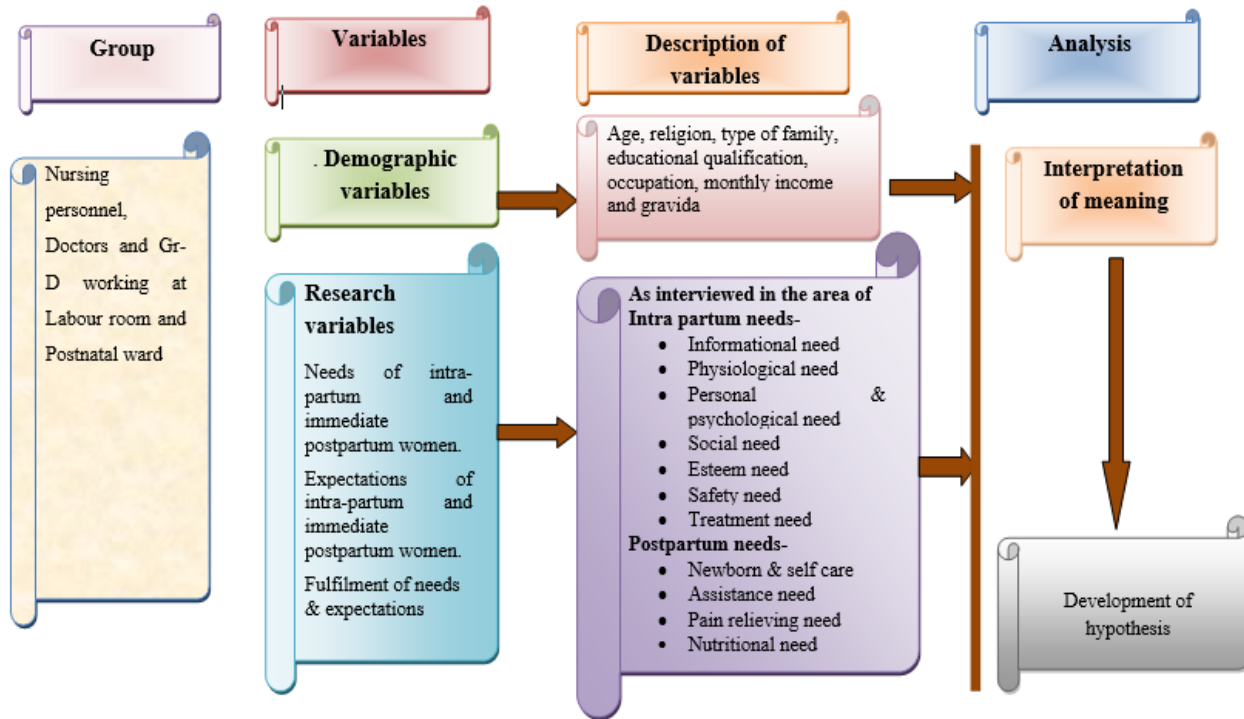 Group
Variables
Description of
variables
Analysis
Nursing
personnel,
Doctors and Gr-
D working at
Labour room and
Postnatal ward
. Demographic
variables
Age, religion, type of family,
educational qualification,
occupation, monthly income
and gravida
Interpretation
of meaning
Research
variables
Needs of intra-
partum and
immediate
postpartum women.
Expectations of
intra-partum and
immediate
postpartum women.
Fulfilment of needs
& expectations
As interviewed in the area of
Intra partum needs-
• Informational need
• Physiological need
• Personal &
psychological need
• Social need
• Esteem need
• Safety need
• Treatment need
Postpartum needs-
• Newborn & self care
• Assistance need
• Pain relieving need
• Nutritional need
Development of
hypothesis